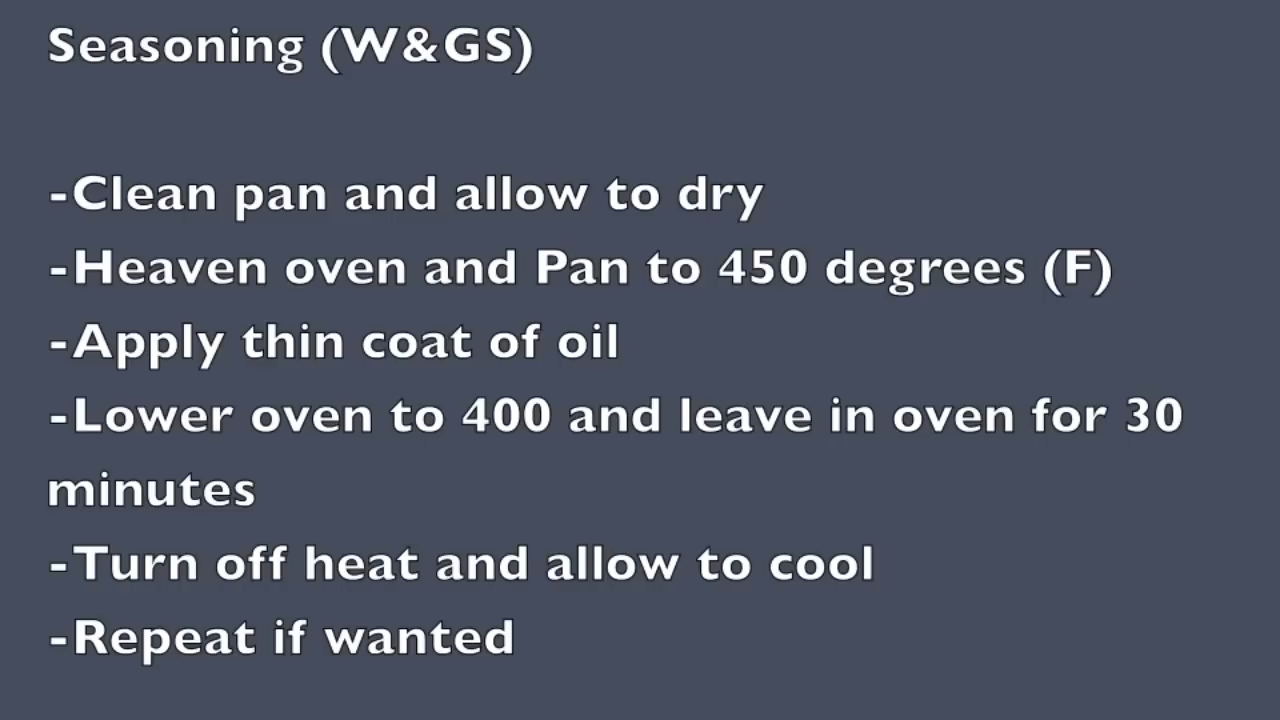 Seasoning (W&GS)
-Clean pan and allow to dry
-Heaven oven and Pan to 450 degrees (F)
-Apply thin coat of oil
-Lower oven to 400 and leave in oven for 30
minutes
-Turn off heat and allow to cool
-Repeat if wanted